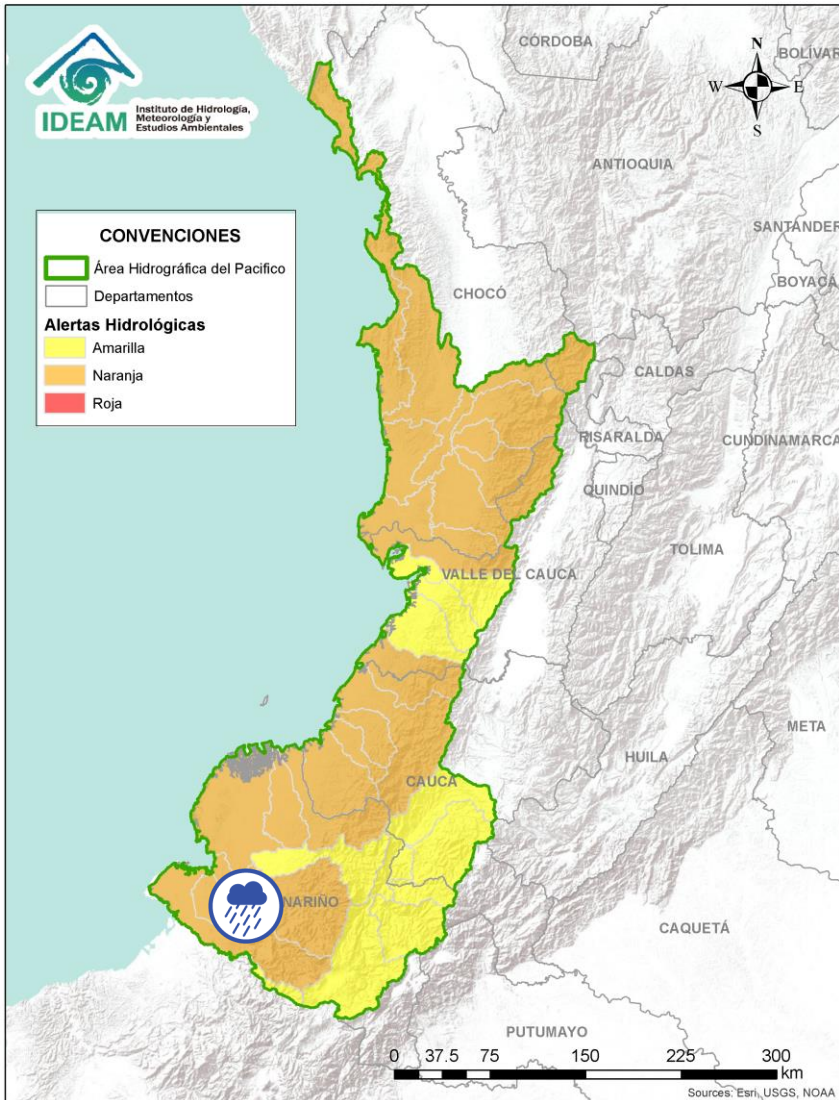 CÓRDOBA
BOLÍVAR
IDEAM
Instituto de Hidrología,
Meteorología y
Estudios Ambientales
N
W E
S
ANTIOQUIA
SANTANDER
CONVENCIONES
Área Hidrográfica del Pacifico
Departamentos
Alertas Hidrológicas
Amarilla
Naranja
Roja
BOYACÁ
CHOCÓ
CALDAS
RISARALDA
CUNDINAMARCA
QUINDÍO
TOLIMA
VALLE DEL CAUCA
META
HUILA
CAUCA
NARIÑO
CAQUETÁ
PUTUMAYO
0 37.5 75 150 225 300
km
Sources: Esri, USGS, NOAA